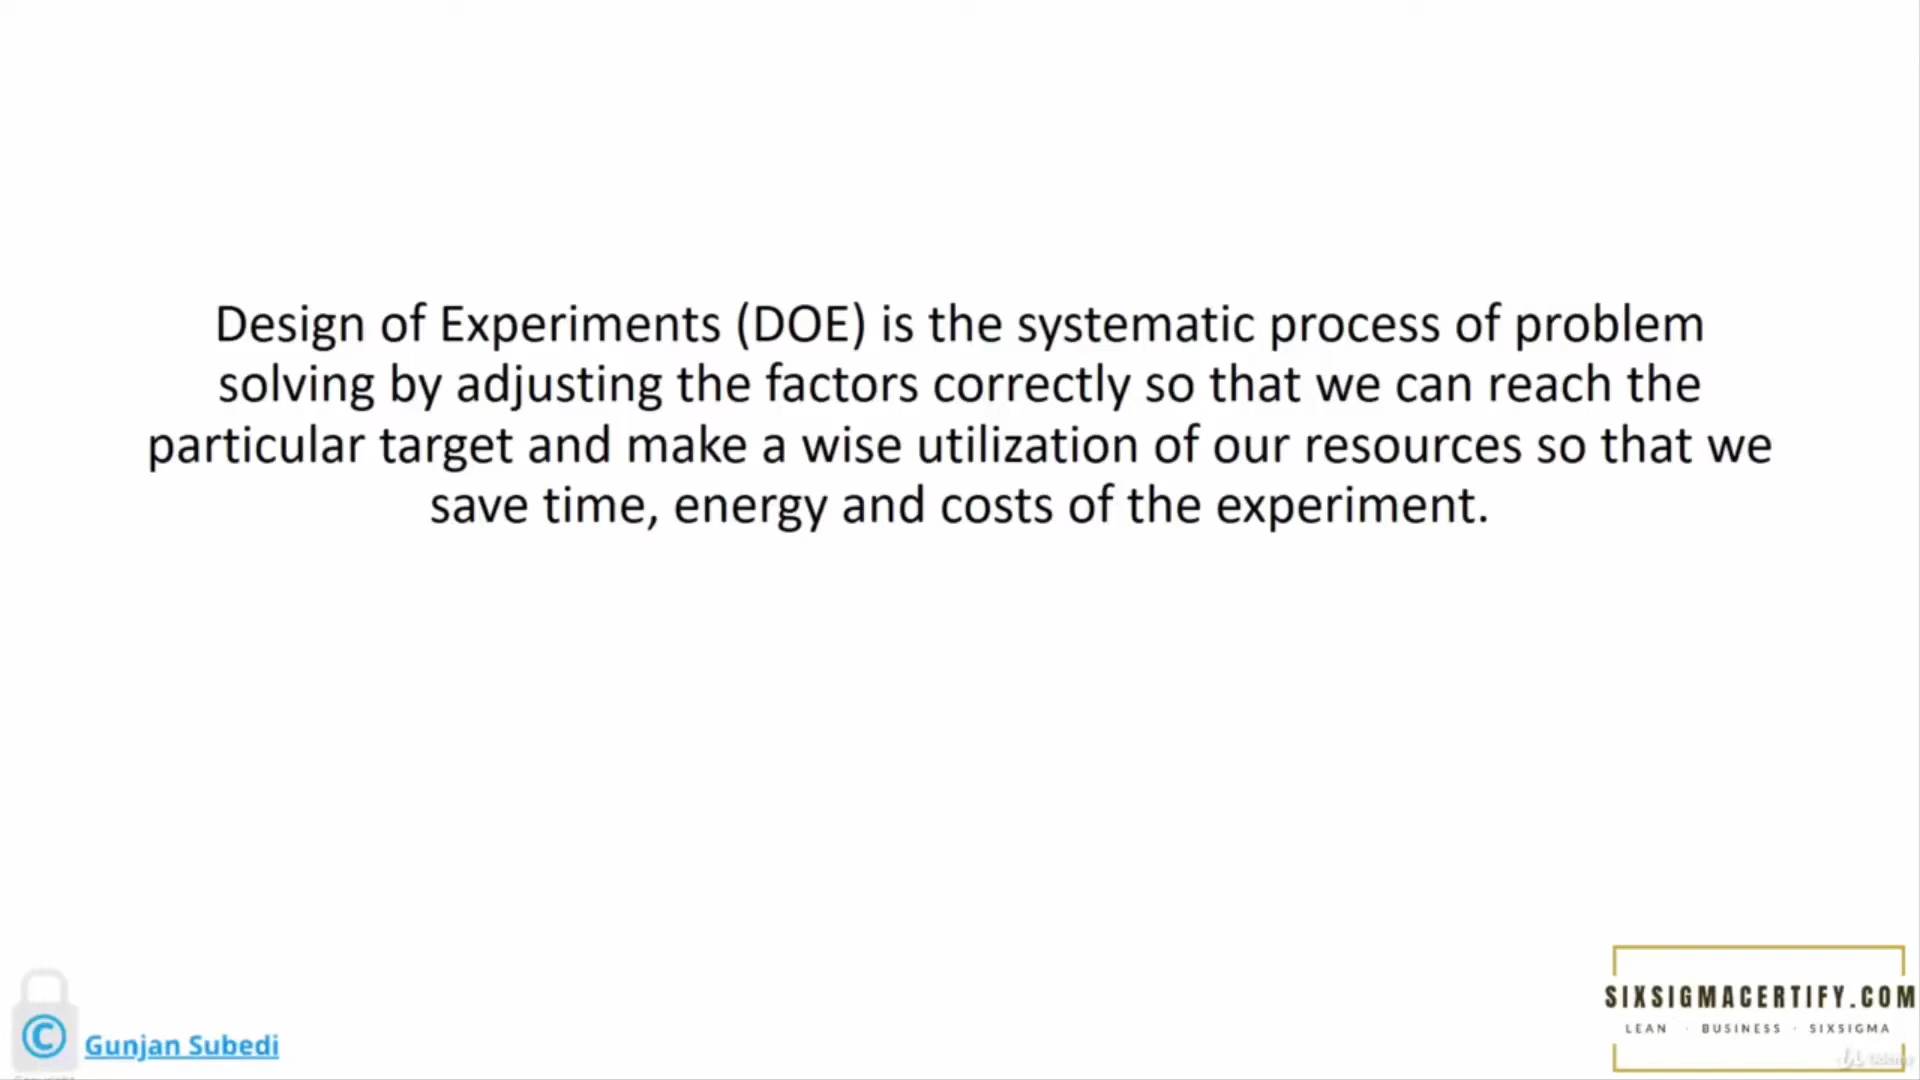 Design of Experiments (DOE) is the systematic process of problem
solving by adjusting the factors correctly so that we can reach the
particular target and make a wise utilization of our resources so that we
save time, energy and costs of the experiment.
SIXSIGMACERTIFY.COM
LEAN · BUSINESS · SIXSIGMA
© Gunjan Subedi
Udemy